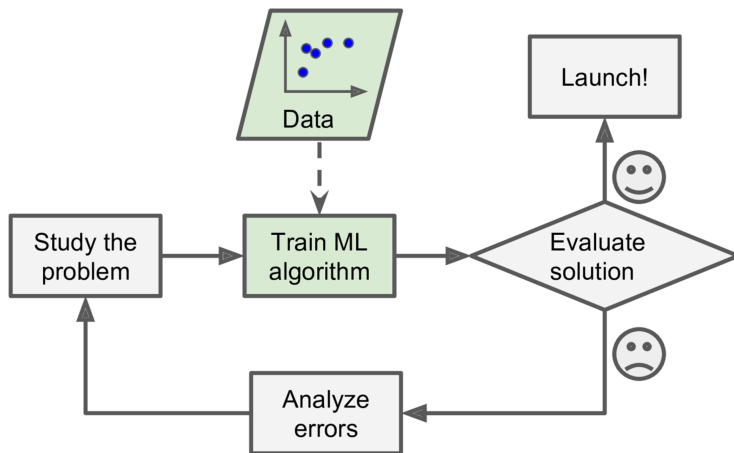 Data
Launch!
Study the
problem
Train ML
algorithm
Evaluate
solution
Analyze
errors